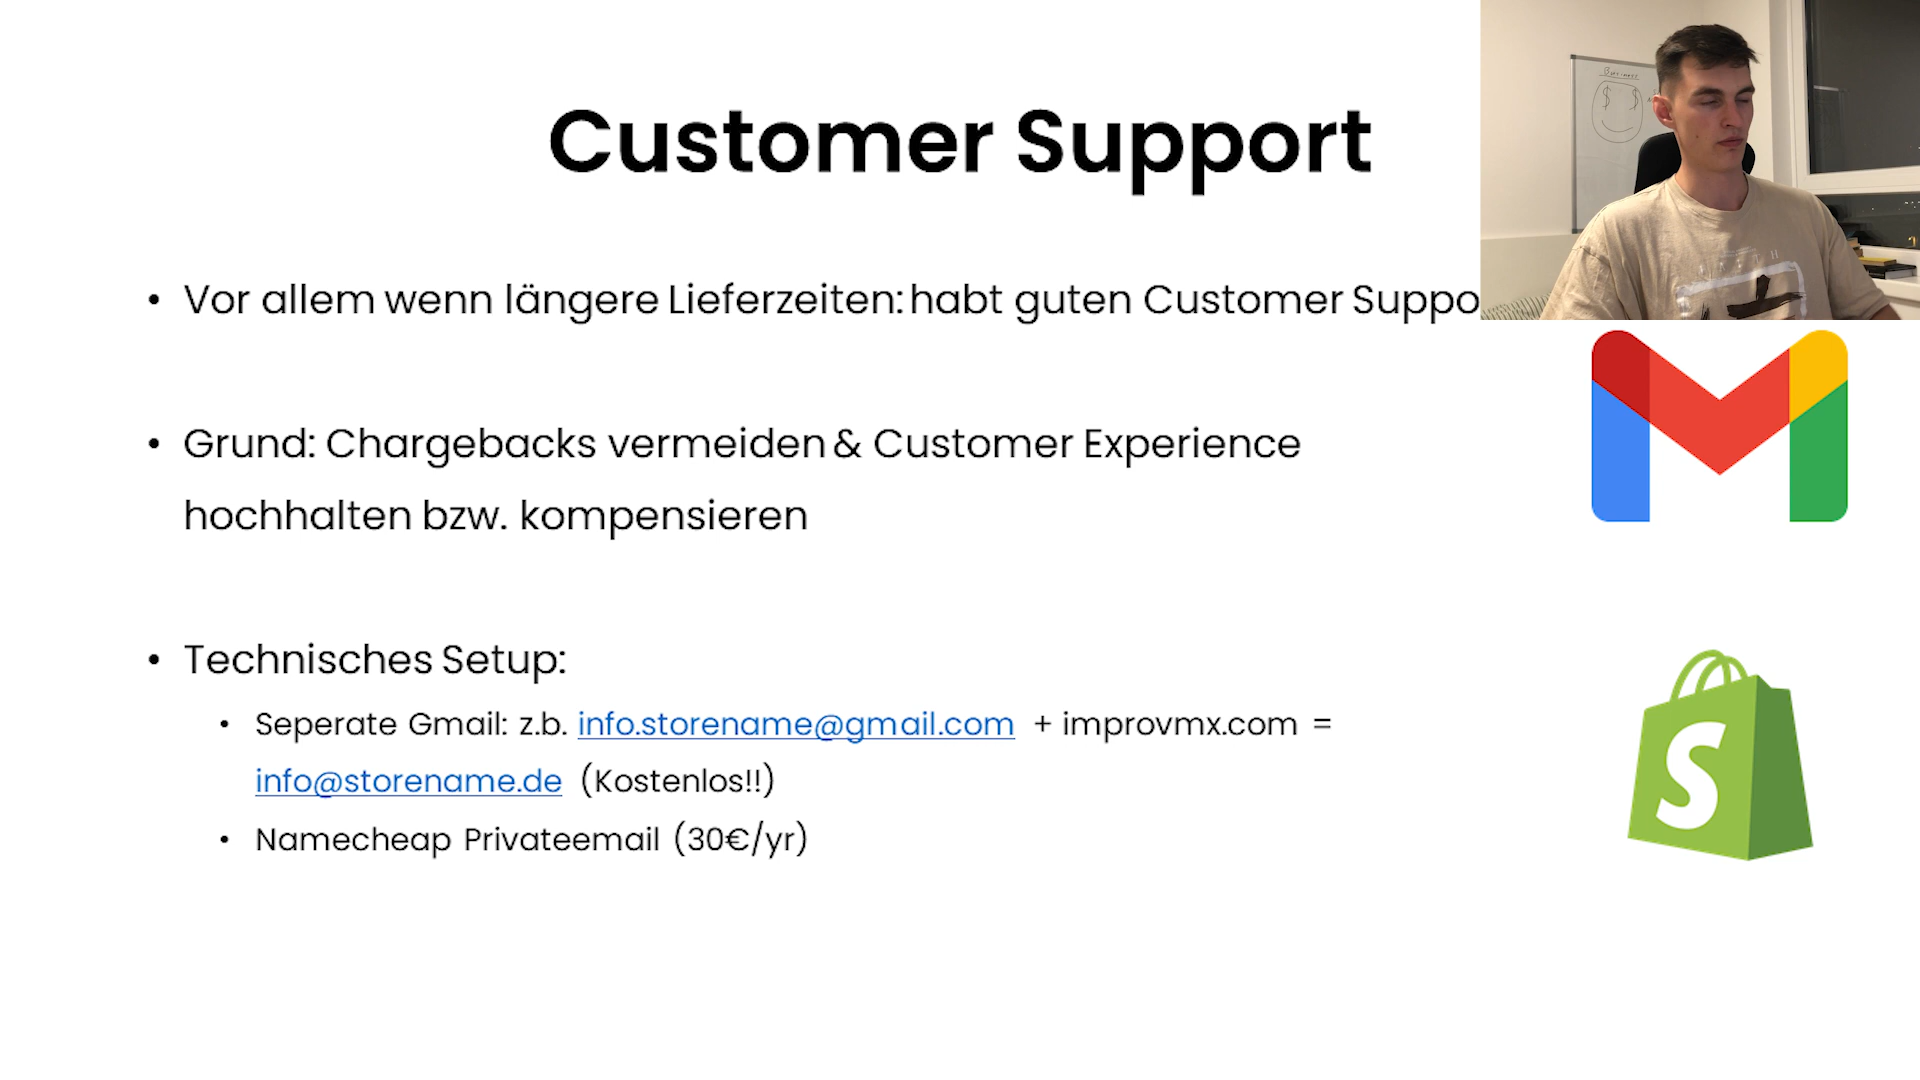 Customer Support
• Vor allem wenn längere Lieferzeiten: habt guten Customer Suppo
• Grund: Chargebacks vermeiden & Customer Experience
hochhalten bzw. kompensieren
• Technisches Setup:
• Seperate Gmail: z.b. info.storename@gmail.com + improvmx.com =
info@storename.de (Kostenlos!!)
• Namecheap Privateemail (30€/yr)